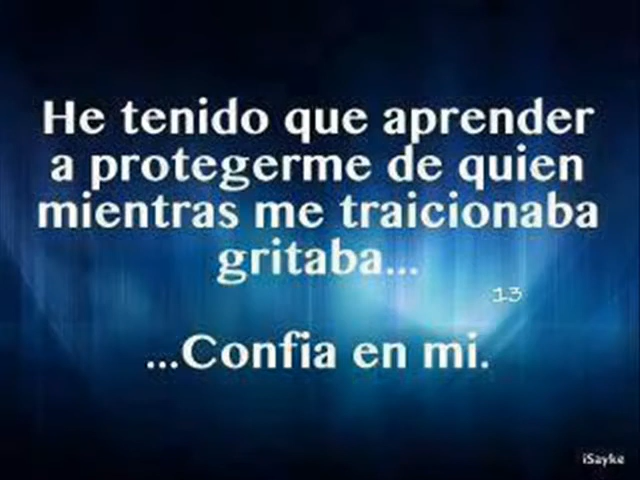 He tenido que aprender
a protegerme de quien
mientras me traicionaba
gritaba...
13
...Confia en mi.
iSayke